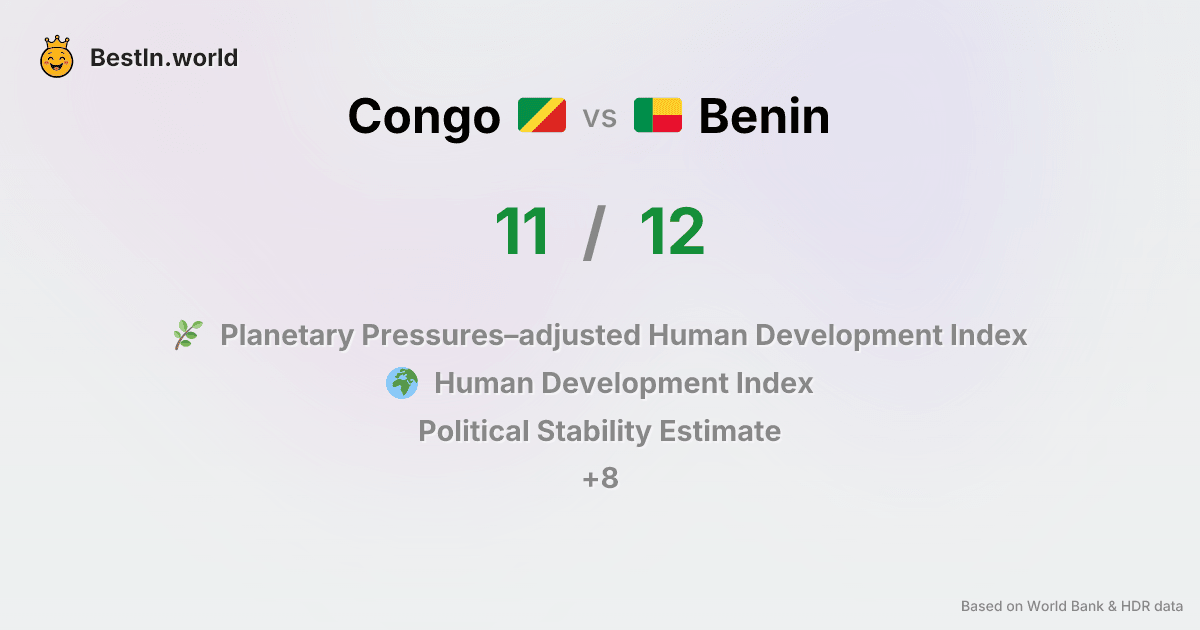 BestIn.world
Congo vs Benin
11 / 12
Planetary Pressures–adjusted Human Development Index
Human Development Index
Political Stability Estimate
+8
Based on World Bank & HDR data